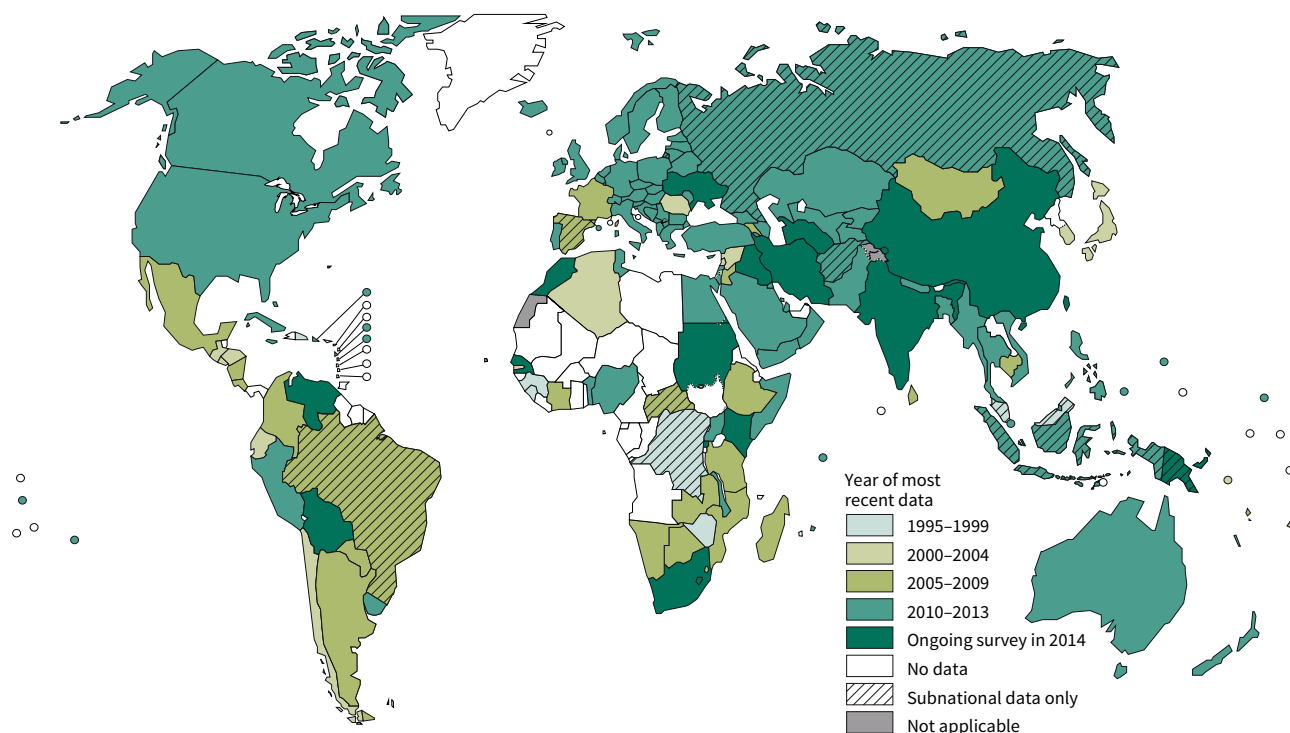 Year of most
recent data
1995–1999
2000–2004
2005–2009
2010–2013
Ongoing survey in 2014
No data
Subnational data only
Not applicable